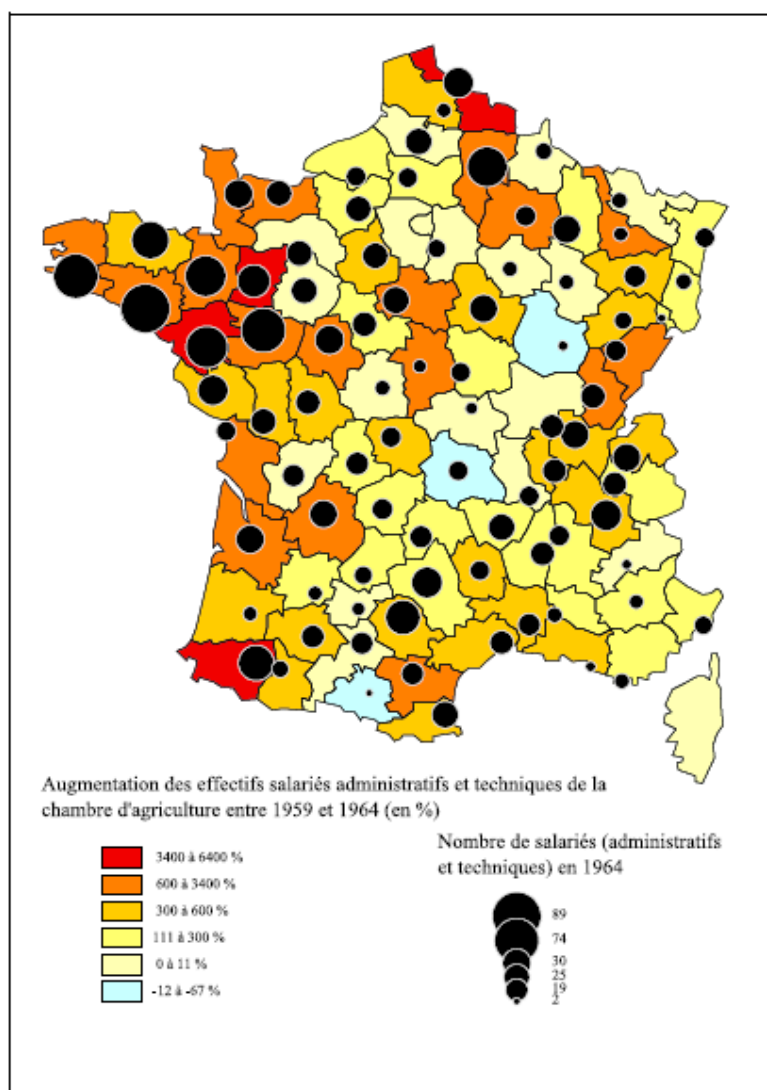 Augmentation des effectifs salariés administratifs et techniques de la
chambre d'agriculture entre 1959 et 1964 (en %)
3400 à 6400 %
600 à 3400 %
300 à 600 %
111 à 300 %
0 à 11 %
-12 à -67 %
Nombre de salariés (administratifs
et techniques) en 1964
89
74
30
25
19
2